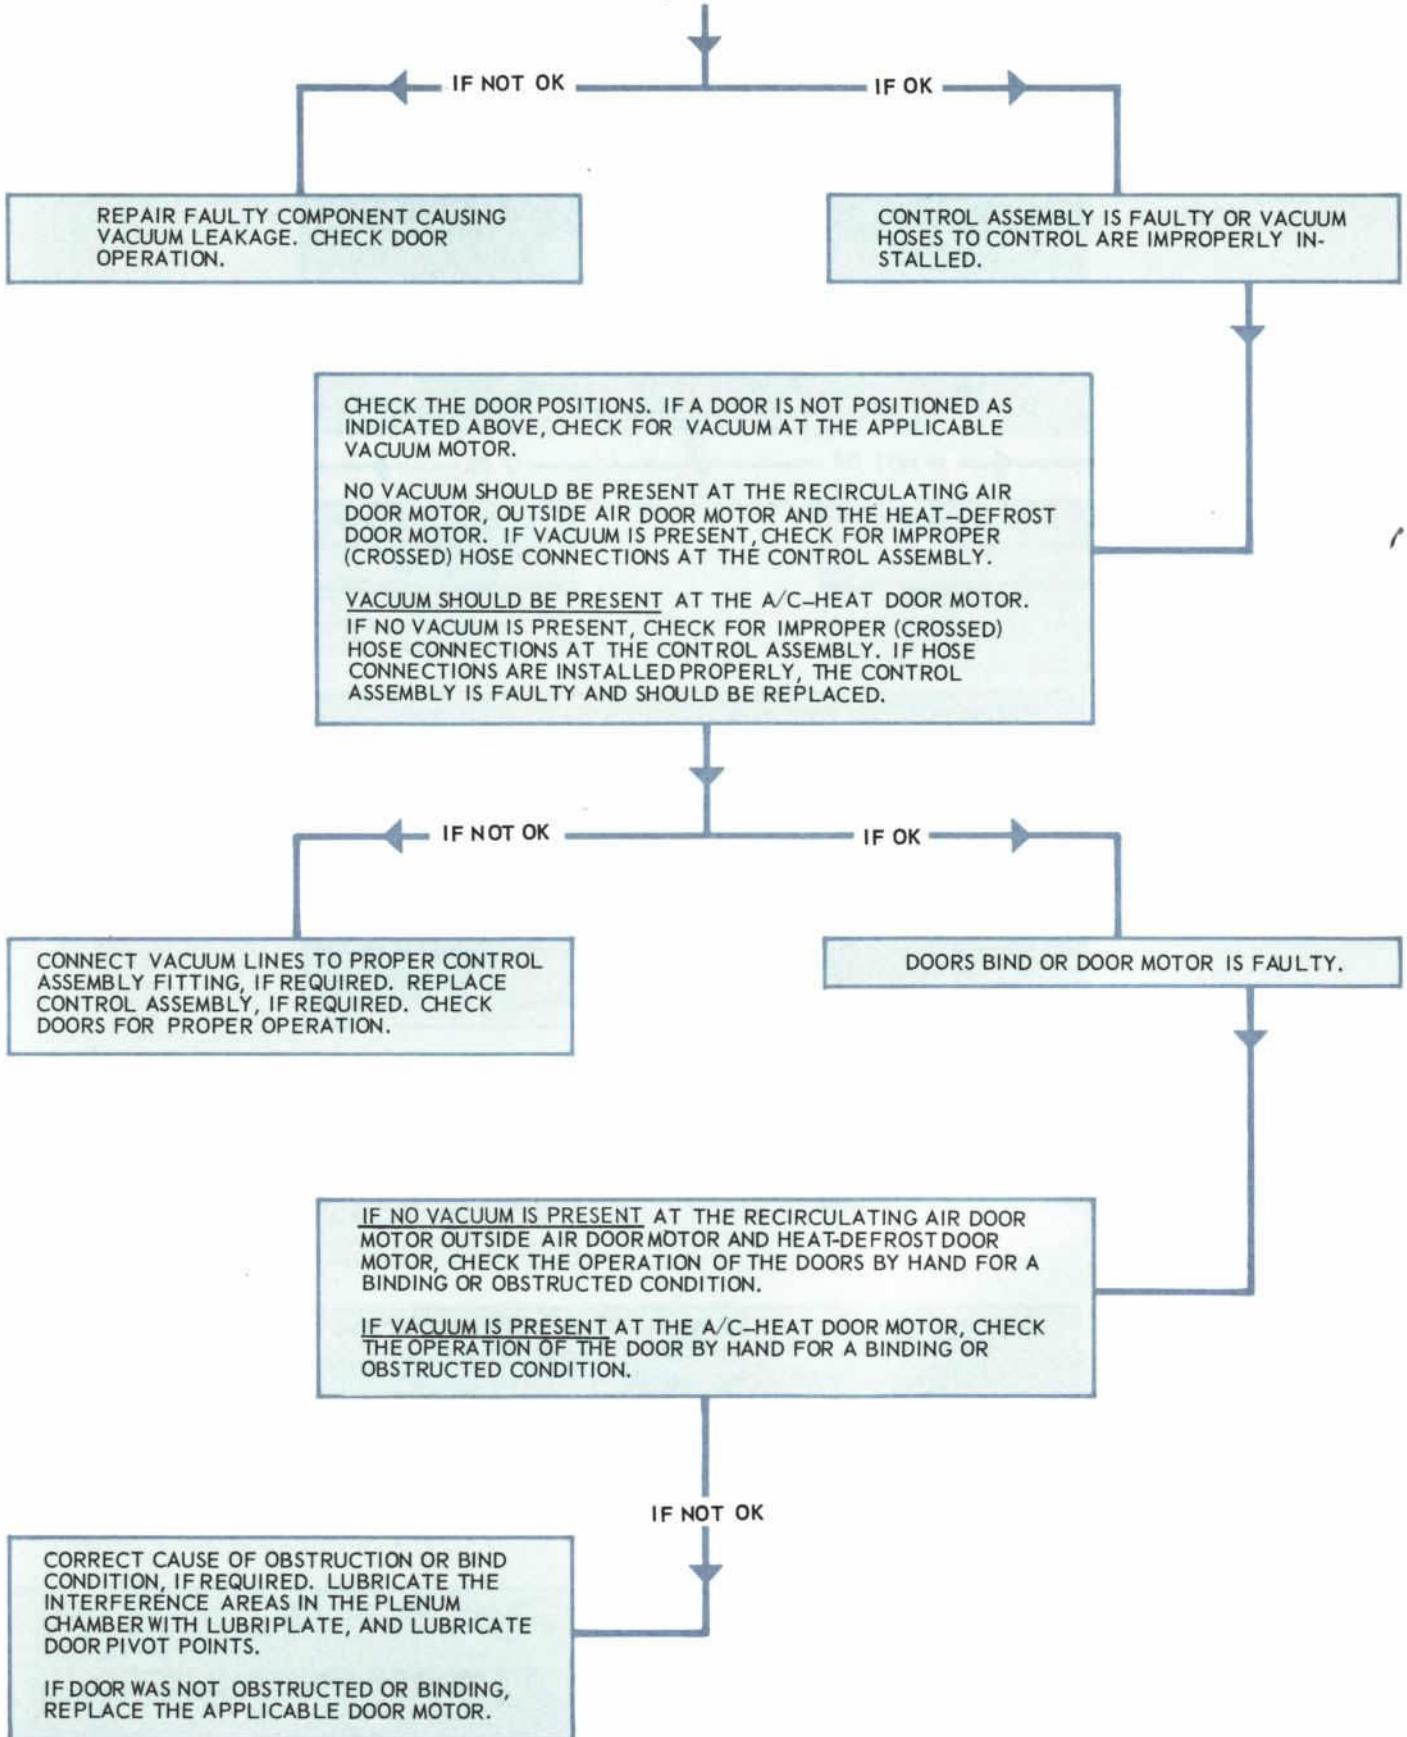 IF NOT OK
IF OK
REPAIR FAULTY COMPONENT CAUSING
VACUUM LEAKAGE. CHECK DOOR
OPERATION.
CONTROL ASSEMBLY IS FAULTY OR VACUUM
HOSES TO CONTROL ARE IMPROPERLY IN-
STALLED.
CHECK THE DOOR POSITIONS. IF A DOOR IS NOT POSITIONED AS
INDICATED ABOVE, CHECK FOR VACUUM AT THE APPLICABLE
VACUUM MOTOR.
NO VACUUM SHOULD BE PRESENT AT THE RECIRCULATING AIR
DOOR MOTOR, OUTSIDE AIR DOOR MOTOR AND THE HEAT-DEFROST
DOOR MOTOR. IF VACUUM IS PRESENT, CHECK FOR IMPROPER
(CROSSED) HOSE CONNECTIONS AT THE CONTROL ASSEMBLY.
VACUUM SHOULD BE PRESENT AT THE A/C-HEAT DOOR MOTOR.
IF NO VACUUM IS PRESENT, CHECK FOR IMPROPER (CROSSED)
HOSE CONNECTIONS AT THE CONTROL ASSEMBLY. IF HOSE
CONNECTIONS ARE INSTALLED PROPERLY, THE CONTROL
ASSEMBLY IS FAULTY AND SHOULD BE REPLACED.
IF NOT OK
IF OK
CONNECT VACUUM LINES TO PROPER CONTROL
ASSEMBLY FITTING, IF REQUIRED. REPLACE
CONTROL ASSEMBLY, IF REQUIRED. CHECK
DOORS FOR PROPER OPERATION.
DOORS BIND OR DOOR MOTOR IS FAULTY.
IF NO VACUUM IS PRESENT AT THE RECIRCULATING AIR DOOR
MOTOR OUTSIDE AIR DOOR MOTOR AND HEAT-DEFROST DOOR
MOTOR, CHECK THE OPERATION OF THE DOORS BY HAND FOR A
BINDING OR OBSTRUCTED CONDITION.
IF VACUUM IS PRESENT AT THE A/C-HEAT DOOR MOTOR, CHECK
THE OPERATION OF THE DOOR BY HAND FOR A BINDING OR
OBSTRUCTED CONDITION.
IF NOT OK
CORRECT CAUSE OF OBSTRUCTION OR BIND
CONDITION, IF REQUIRED. LUBRICATE THE
INTERFERENCE AREAS IN THE PLENUM
CHAMBER WITH LUBRIPLATE, AND LUBRICATE
DOOR PIVOT POINTS.
IF DOOR WAS NOT OBSTRUCTED OR BINDING,
REPLACE THE APPLICABLE DOOR MOTOR.